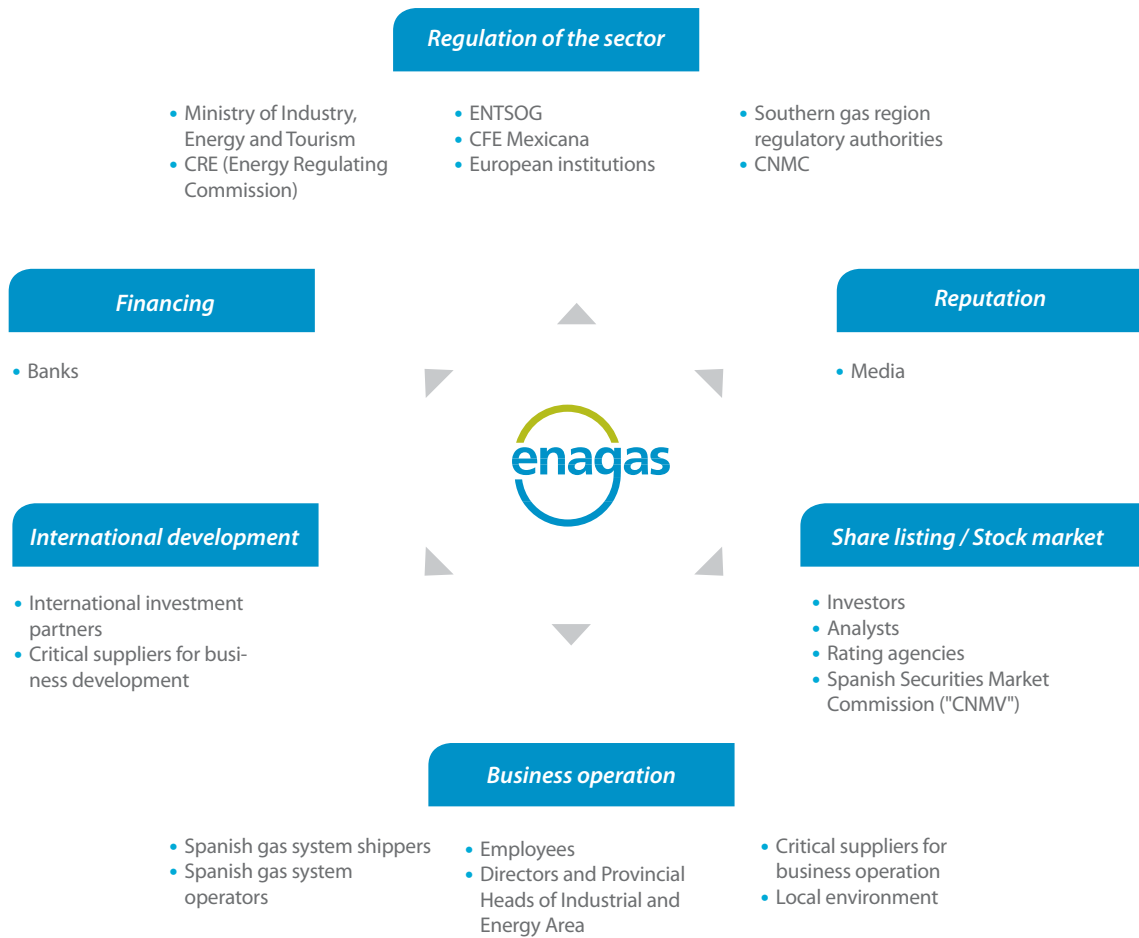 Regulation of the sector
• Ministry of Industry,
Energy and Tourism
• CRE (Energy Regulating
Commission)
• ENTSOG
• CFE Mexicana
• European institutions
• Southern gas region
regulatory authorities
• CNMC
Financing
• Banks
Reputation
• Media
enagas
International development
• International investment
partners
• Critical suppliers for busi-
ness development
Share listing / Stock market
• Investors
• Analysts
• Rating agencies
• Spanish Securities Market
Commission ("CNMV")
Business operation
• Spanish gas system shippers
• Spanish gas system
operators
• Employees
• Directors and Provincial
Heads of Industrial and
Energy Area
• Critical suppliers for
business operation
• Local environment